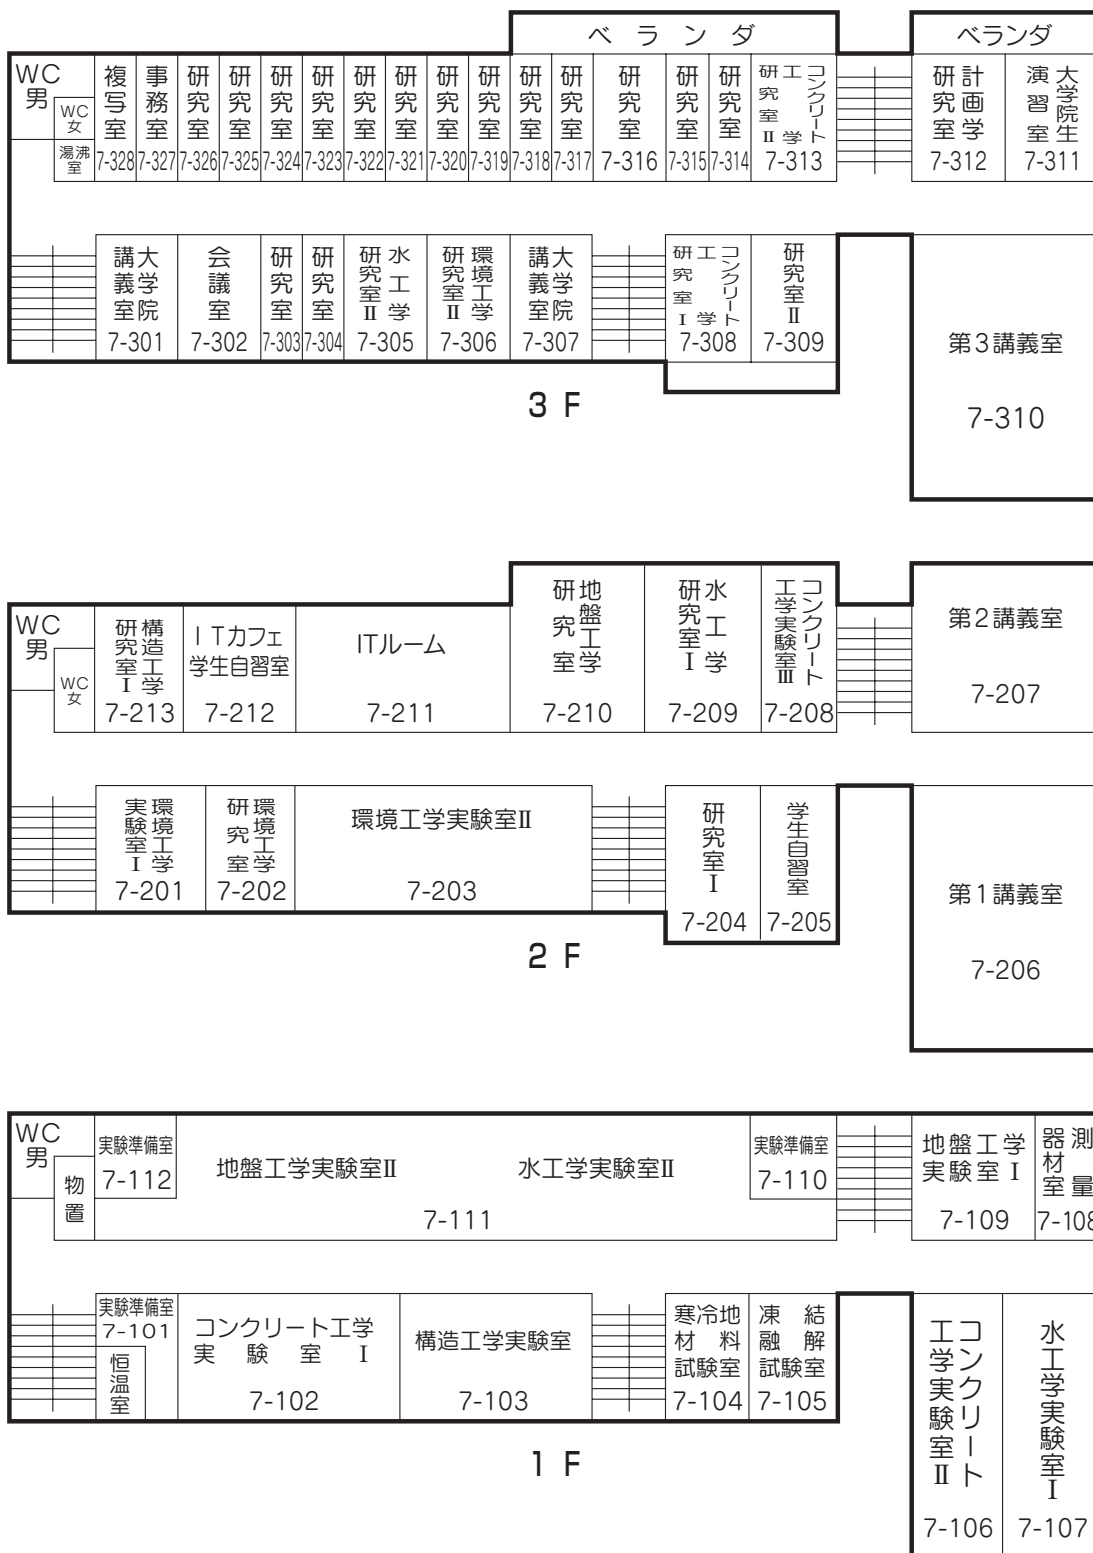 ベランダ
ベランダ
WC
男
WC
女
湯沸
室
複写室
7-328
事務室
7-327
研究室
7-326
研究室
7-325
研究室
7-324
研究室
7-323
研究室
7-322
研究室
7-321
研究室
7-320
研究室
7-319
研究室
7-318
研究室
7-317
研究室
7-316
研究室
7-315
研究室
7-314
コンクリート
工学
研究室Ⅱ
7-313
計画学
研究室
7-312
大学院生
演習室
7-311
大学院
講義室
7-301
会議室
7-302
研究室
7-303
研究室
7-304
水工学
研究室Ⅱ
7-305
環境工学
研究室Ⅱ
7-306
大学院
講義室
7-307
コンクリート
工学
研究室Ⅰ
7-308
研究室Ⅱ
7-309
第3講義室
7-310
3 F
WC
男
WC
女
構造工学
研究室Ⅰ
7-213
ITカフェ
学生自習室
7-212
ITルーム
7-211
地盤工学
研究室
7-210
水工学
研究室Ⅰ
7-209
コンクリート
工学実験室Ⅲ
7-208
第2講義室
7-207
環境工学
実験室Ⅰ
7-201
環境工学
研究室
7-202
環境工学実験室Ⅱ
7-203
研究室Ⅰ
7-204
学生自習室
7-205
第1講義室
7-206
2 F
WC
男
物置
実験準備室
7-112
地盤工学実験室Ⅱ
水工学実験室Ⅱ
7-111
実験準備室
7-110
地盤工学
実験室Ⅰ
7-109
測量
器材室
7-108
実験準備室
7-101
恒温室
コンクリート工学
実験室Ⅰ
7-102
構造工学実験室
7-103
寒冷地
材料
試験室
7-104
凍結
融解
試験室
7-105
コンクリート
工学実験室Ⅱ
7-106
水工学実験室Ⅰ
7-107
1 F